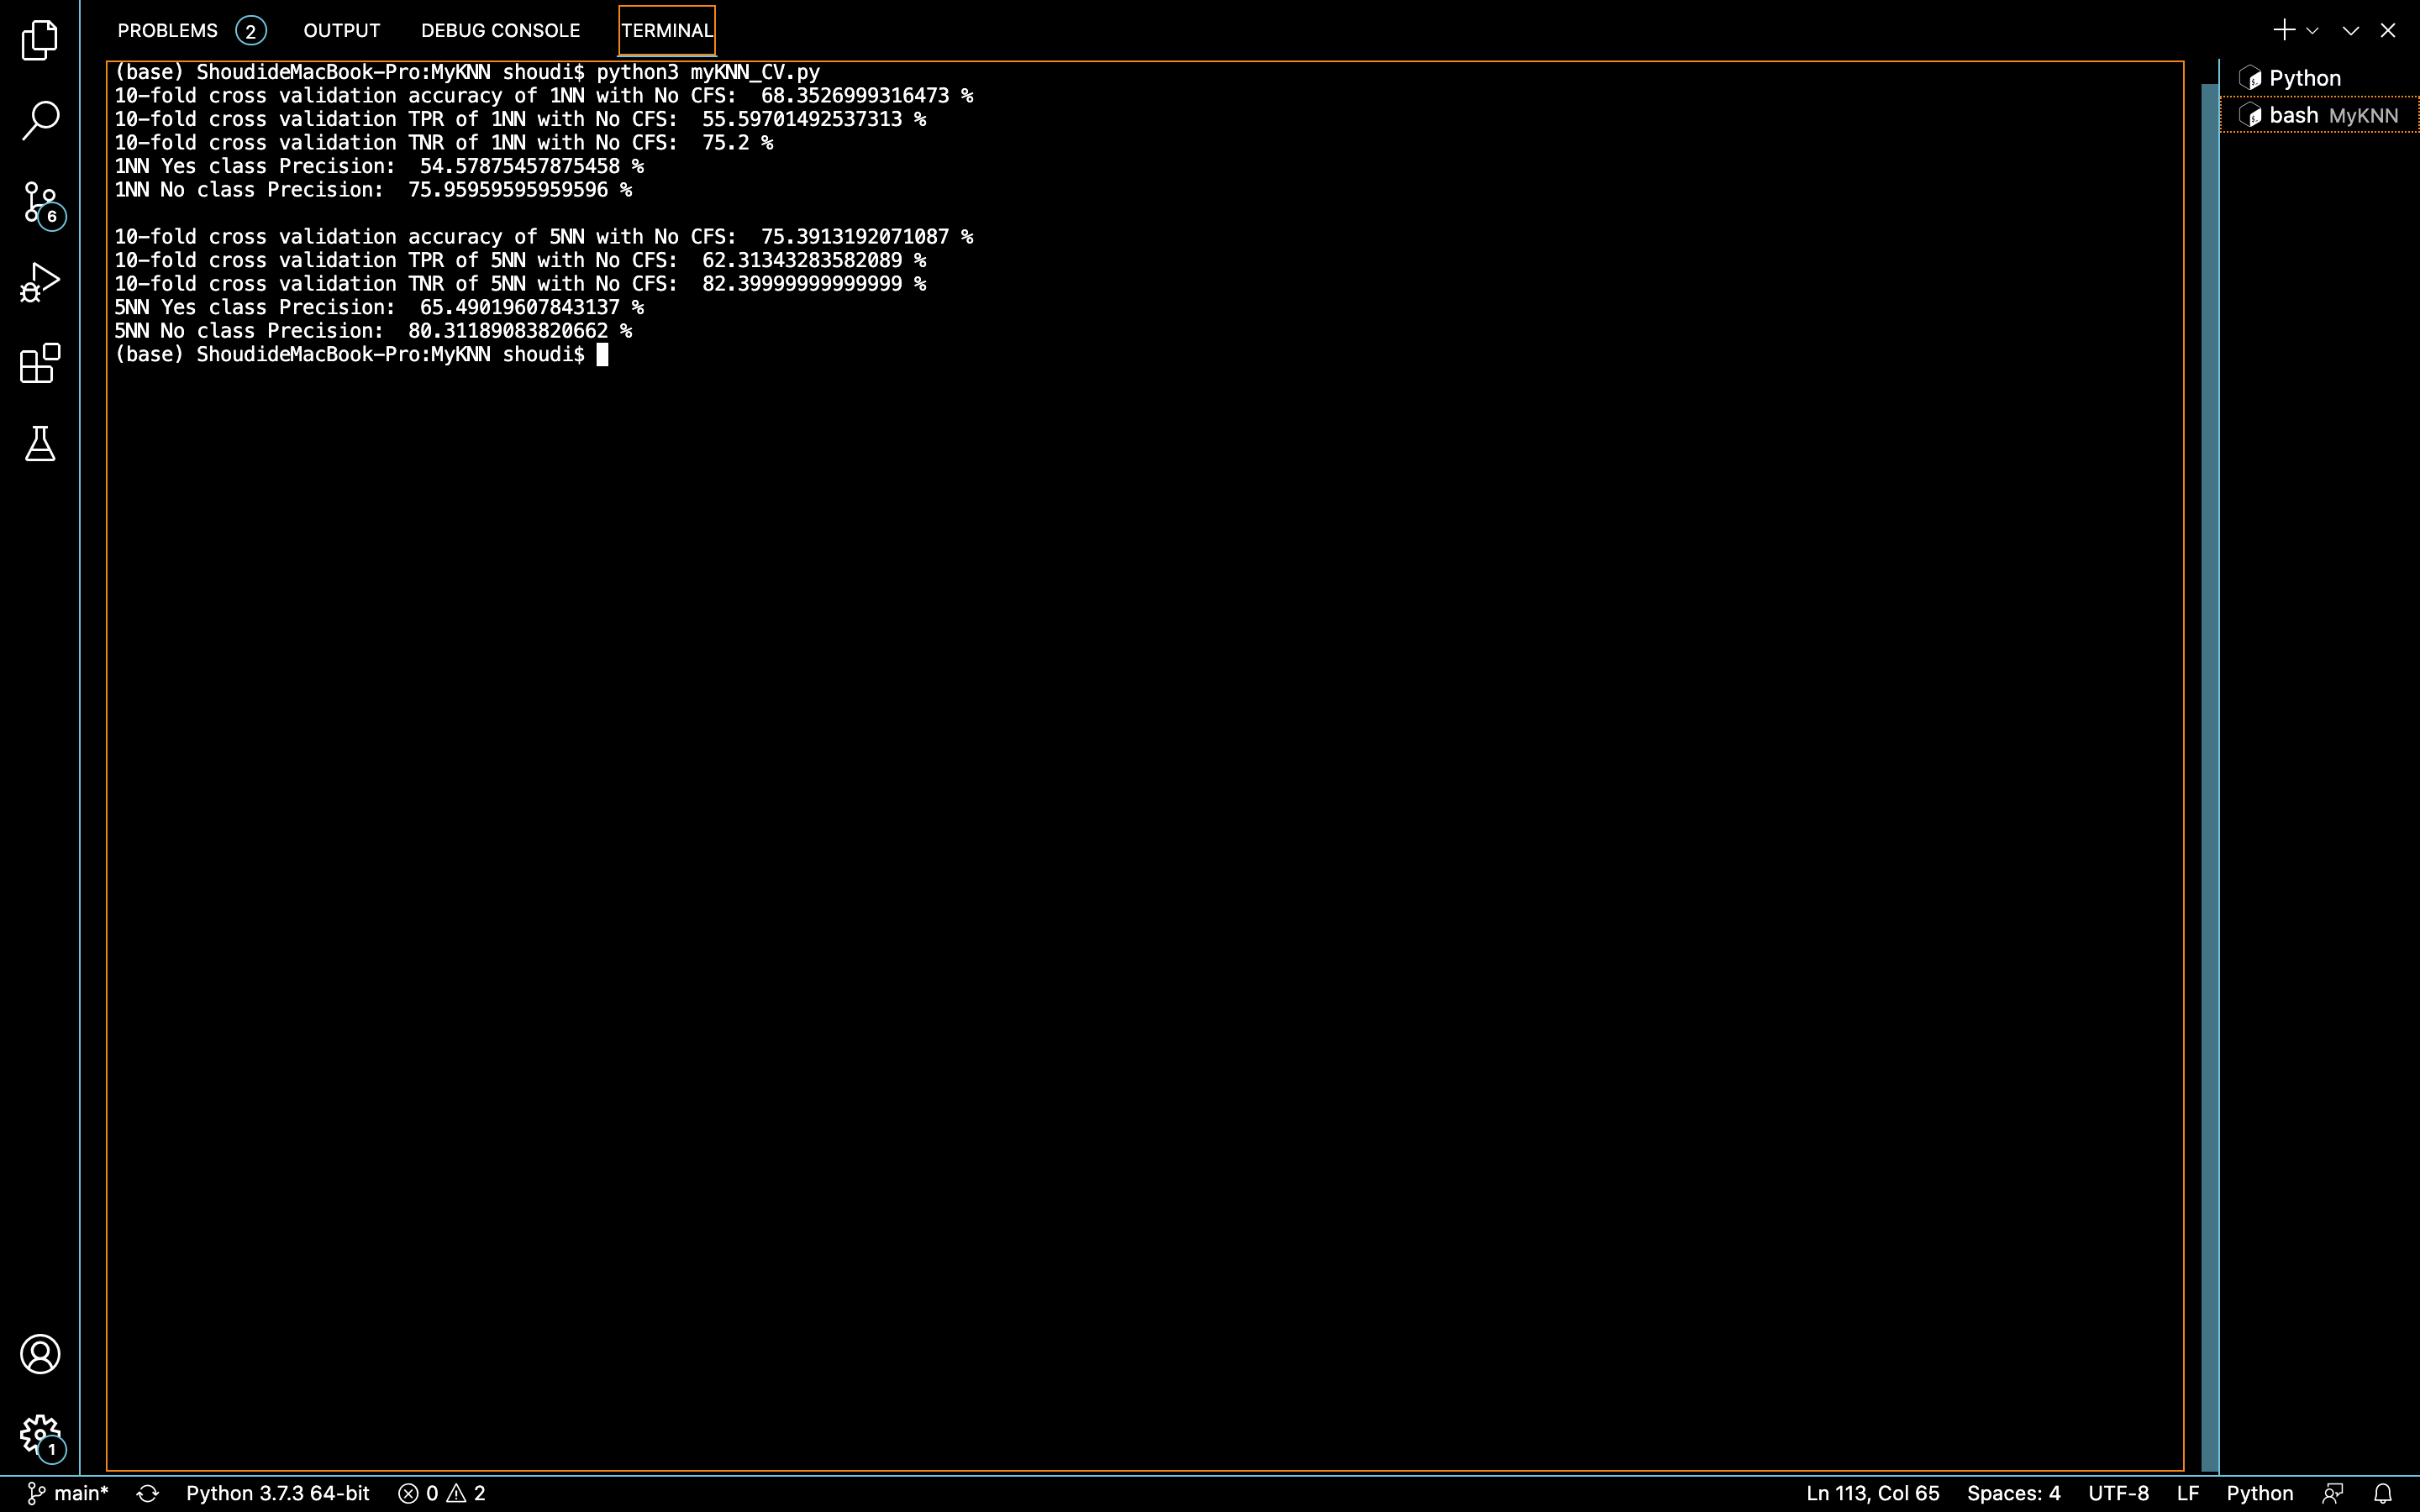 PROBLEMS 2 OUTPUT DEBUG CONSOLE TERMINAL
(base) ShoudideMacBook-Pro:MyKNN shoudi$ python3 myKNN_CV.py
10-fold cross validation accuracy of 1NN with No CFS:  68.3526999316473 %
10-fold cross validation TPR of 1NN with No CFS:  55.59701492537313 %
10-fold cross validation TNR of 1NN with No CFS:  75.2 %
1NN Yes class Precision:  54.57875457875458 %
1NN No class Precision:  75.95959595959596 %
10-fold cross validation accuracy of 5NN with No CFS:  75.3913192071087 %
10-fold cross validation TPR of 5NN with No CFS:  62.31343283582089 %
10-fold cross validation TNR of 5NN with No CFS:  82.39999999999999 %
5NN Yes class Precision:  65.49019607843137 %
5NN No class Precision:  80.31189083820662 %
(base) ShoudideMacBook-Pro:MyKNN shoudi$
Python
bash MyKNN
6
1
main* Python 3.7.3 64-bit 0 2 Ln 113, Col 65 Spaces: 4 UTF-8 LF Python